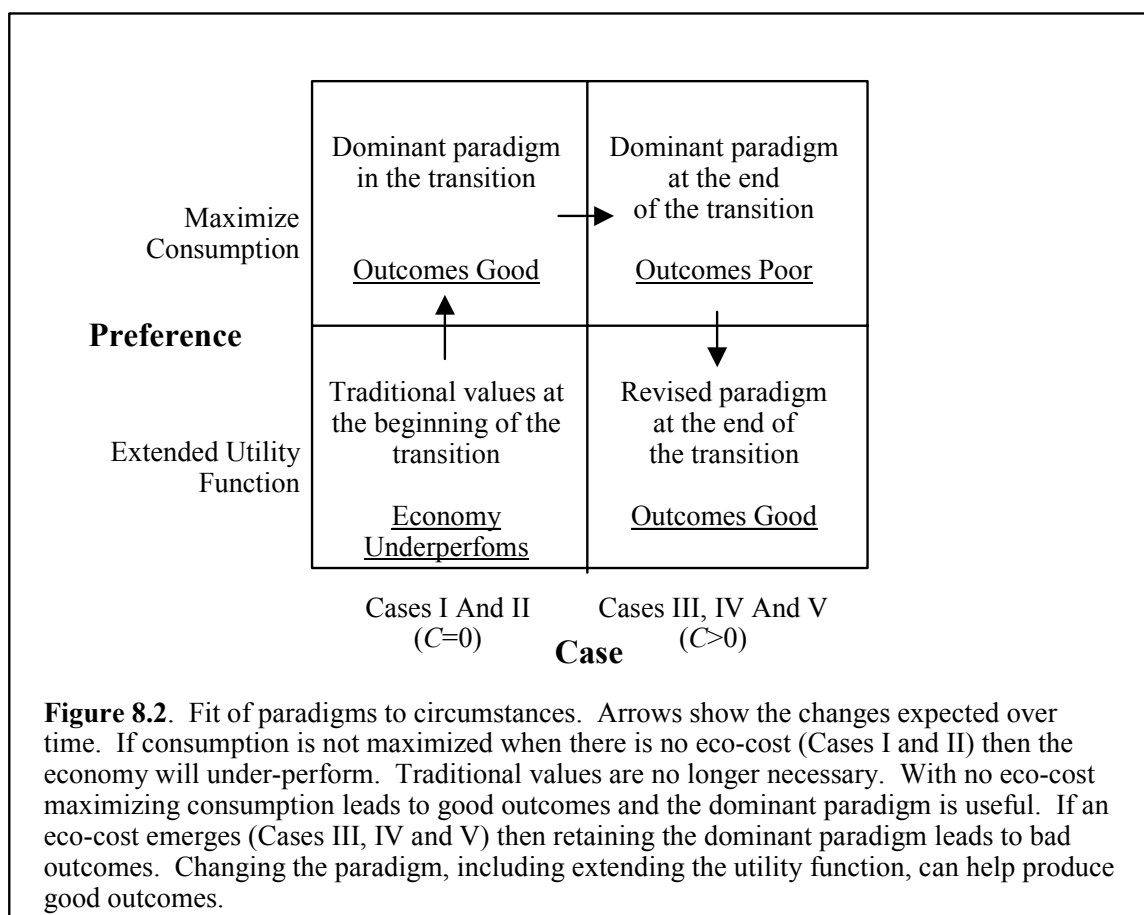 Dominant paradigm
in the transition
Outcomes Good
Dominant paradigm
at the end
of the transition
Outcomes Poor
Maximize
Consumption
Preference
Traditional values at
the beginning of the
transition
Economy
Underperfoms
Revised paradigm
at the end of
the transition
Outcomes Good
Extended Utility
Function
Cases I And II
(C=0)
Cases III, IV And V
(C>0)
Case
Figure 8.2. Fit of paradigms to circumstances. Arrows show the changes expected over
time. If consumption is not maximized when there is no eco-cost (Cases I and II) then the
economy will under-perform. Traditional values are no longer necessary. With no eco-cost
maximizing consumption leads to good outcomes and the dominant paradigm is useful. If an
eco-cost emerges (Cases III, IV and V) then retaining the dominant paradigm leads to bad
outcomes. Changing the paradigm, including extending the utility function, can help produce
good outcomes.